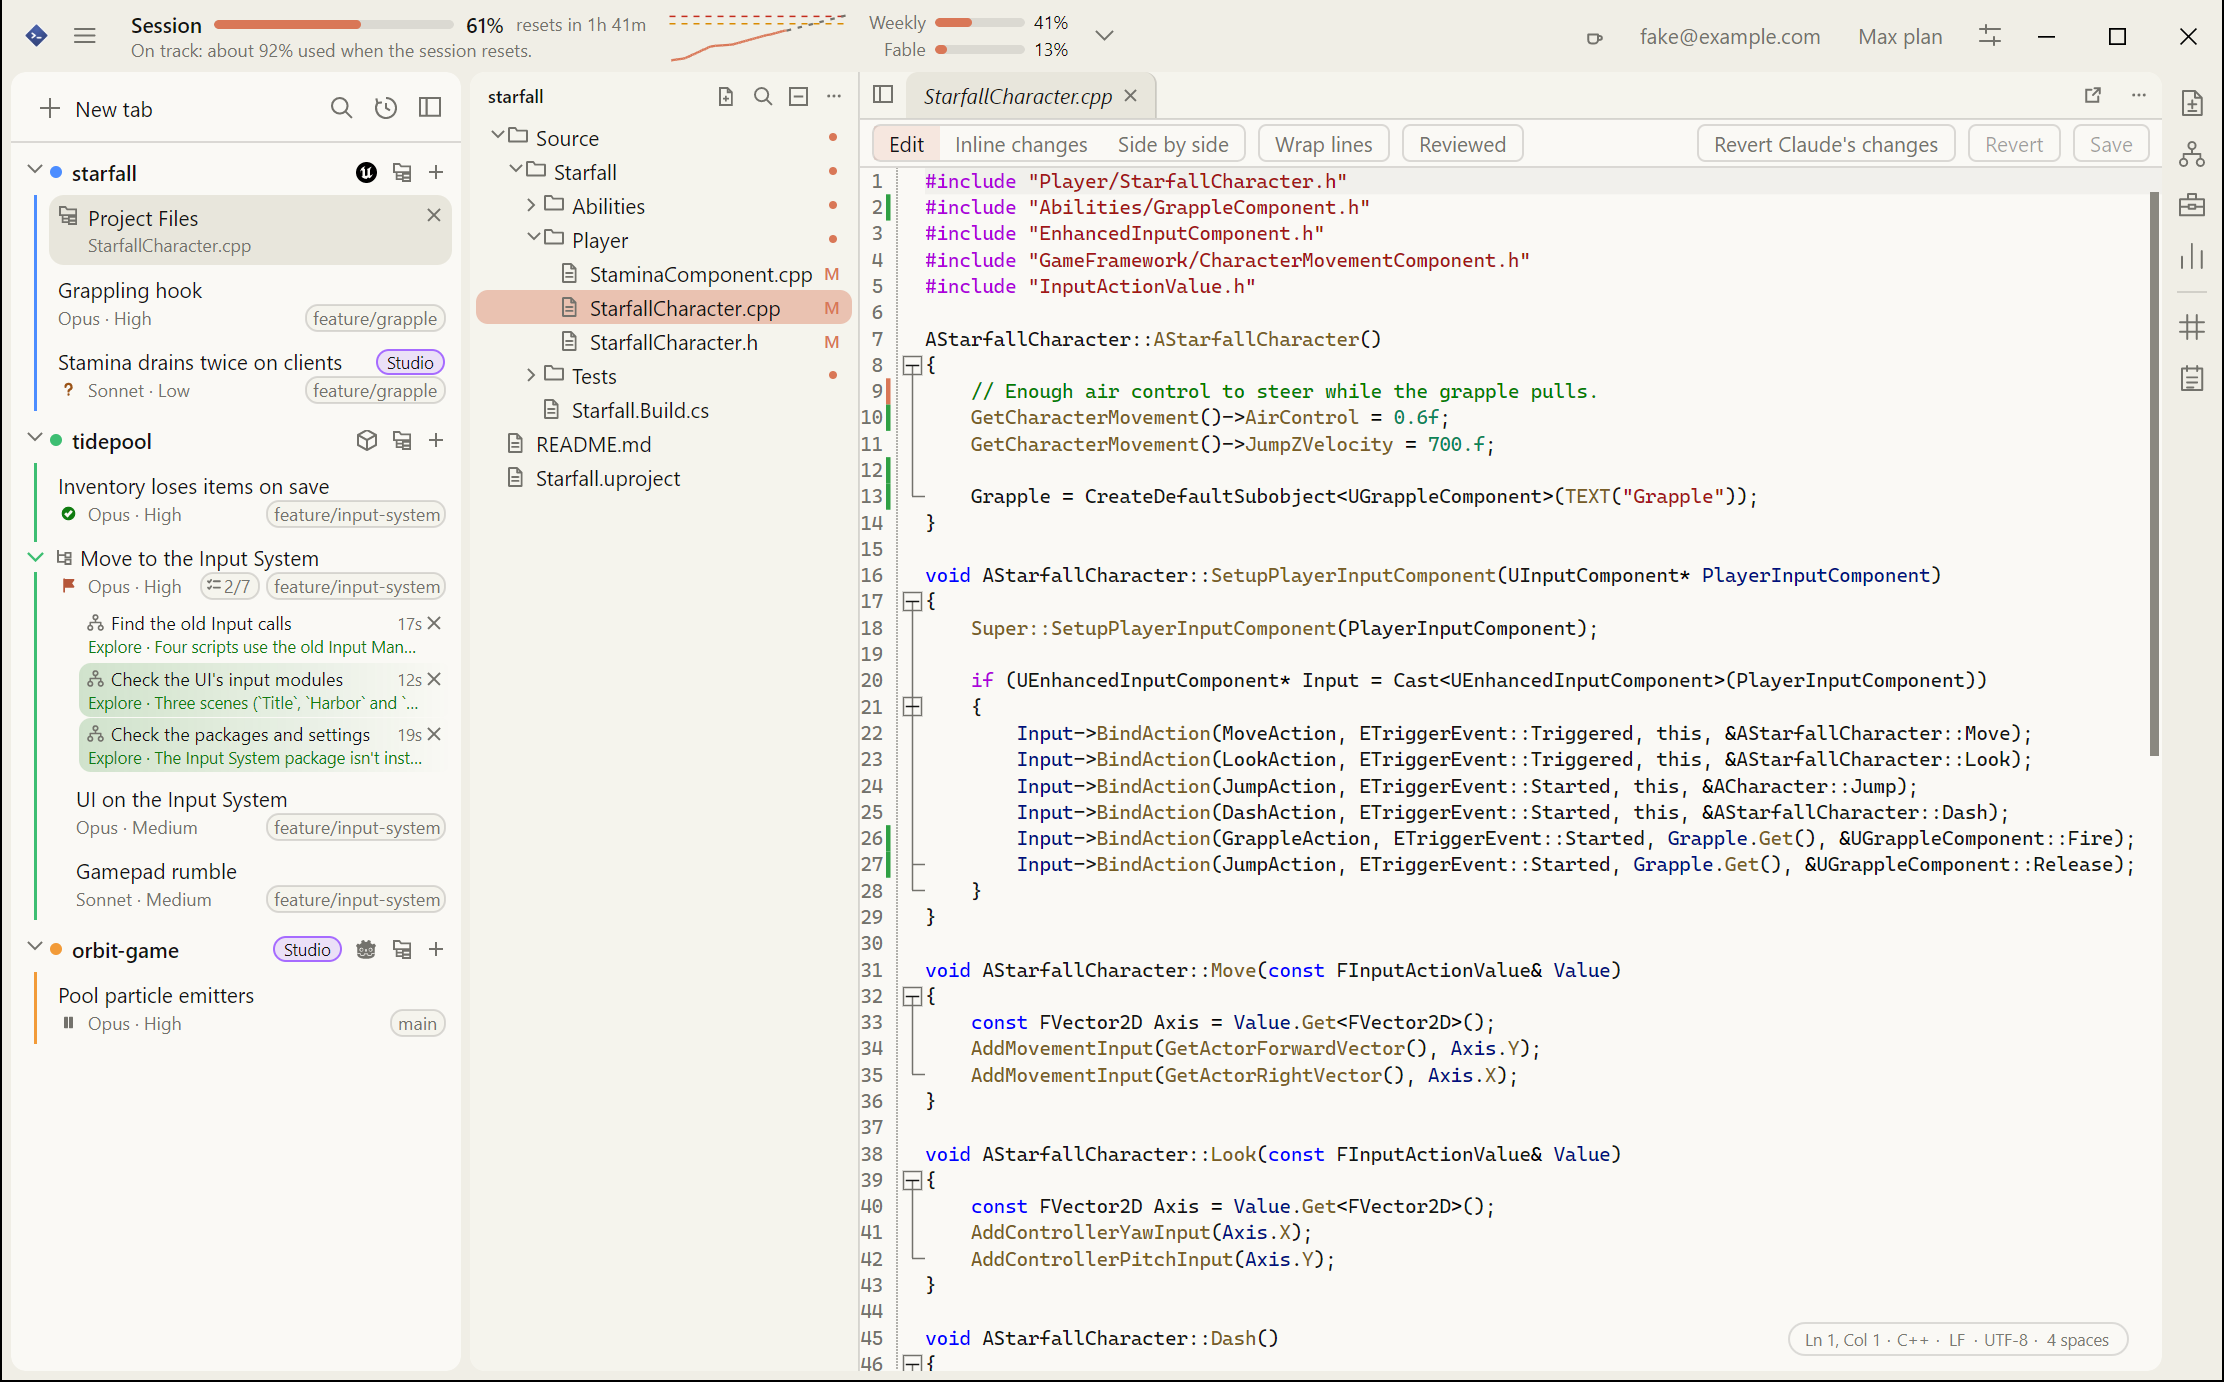 Session 61% resets in 1h 41m
On track: about 92% used when the session resets.
Weekly 41%
Fable 13%
fake@example.com
Max plan
New tab
starfall
Project Files
StarfallCharacter.cpp
Grappling hook
Opus · High feature/grapple
Stamina drains twice on clients Studio
? Sonnet · Low feature/grapple
tidepool
Inventory loses items on save
Opus · High feature/input-system
Move to the Input System
Opus · High 2/7 feature/input-system
Find the old Input calls 17s
Explore · Four scripts use the old Input Man...
Check the UI's input modules 12s
Explore · Three scenes (`Title`, `Harbor` and `...
Check the packages and settings 19s
Explore · The Input System package isn't inst...
UI on the Input System
Opus · Medium feature/input-system
Gamepad rumble
Sonnet · Medium feature/input-system
orbit-game Studio
Pool particle emitters
Opus · High main
starfall
Source
Starfall
Abilities
Player
StaminaComponent.cpp M
StarfallCharacter.cpp M
StarfallCharacter.h M
Tests
Starfall.Build.cs
README.md
Starfall.uproject
StarfallCharacter.cpp
Edit Inline changes Side by side Wrap lines Reviewed Revert Claude's changes Revert Save
1 #include "Player/StarfallCharacter.h"
2 #include "Abilities/GrappleComponent.h"
3 #include "EnhancedInputComponent.h"
4 #include "GameFramework/CharacterMovementComponent.h"
5 #include "InputActionValue.h"
6
7 AStarfallCharacter::AStarfallCharacter()
8 {
9 // Enough air control to steer while the grapple pulls.
10 GetCharacterMovement()->AirControl = 0.6f;
11 GetCharacterMovement()->JumpZVelocity = 700.f;
12
13 Grapple = CreateDefaultSubobject<UGrappleComponent>(TEXT("Grapple"));
14 }
15
16 void AStarfallCharacter::SetupPlayerInputComponent(UInputComponent* PlayerInputComponent)
17 {
18 Super::SetupPlayerInputComponent(PlayerInputComponent);
19
20 if (UEnhancedInputComponent* Input = Cast<UEnhancedInputComponent>(PlayerInputComponent))
21 {
22 Input->BindAction(MoveAction, ETriggerEvent::Triggered, this, &AStarfallCharacter::Move);
23 Input->BindAction(LookAction, ETriggerEvent::Triggered, this, &AStarfallCharacter::Look);
24 Input->BindAction(JumpAction, ETriggerEvent::Started, this, &ACharacter::Jump);
25 Input->BindAction(DashAction, ETriggerEvent::Started, this, &AStarfallCharacter::Dash);
26 Input->BindAction(GrappleAction, ETriggerEvent::Started, Grapple.Get(), &UGrappleComponent::Fire);
27 Input->BindAction(JumpAction, ETriggerEvent::Started, Grapple.Get(), &UGrappleComponent::Release);
28 }
29 }
30
31 void AStarfallCharacter::Move(const FInputActionValue& Value)
32 {
33 const FVector2D Axis = Value.Get<FVector2D>();
34 AddMovementInput(GetActorForwardVector(), Axis.Y);
35 AddMovementInput(GetActorRightVector(), Axis.X);
36 }
37
38 void AStarfallCharacter::Look(const FInputActionValue& Value)
39 {
40 const FVector2D Axis = Value.Get<FVector2D>();
41 AddControllerYawInput(Axis.X);
42 AddControllerPitchInput(Axis.Y);
43 }
44
45 void AStarfallCharacter::Dash()
46 {
Ln 1, Col 1 · C++ · LF · UTF-8 · 4 spaces